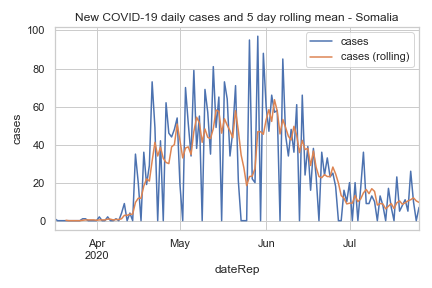 New COVID-19 daily cases and 5 day rolling mean - Somalia
cases
cases (rolling)
100
80
60
40
20
0
cases
Apr
2020
May
Jun
Jul
dateRep